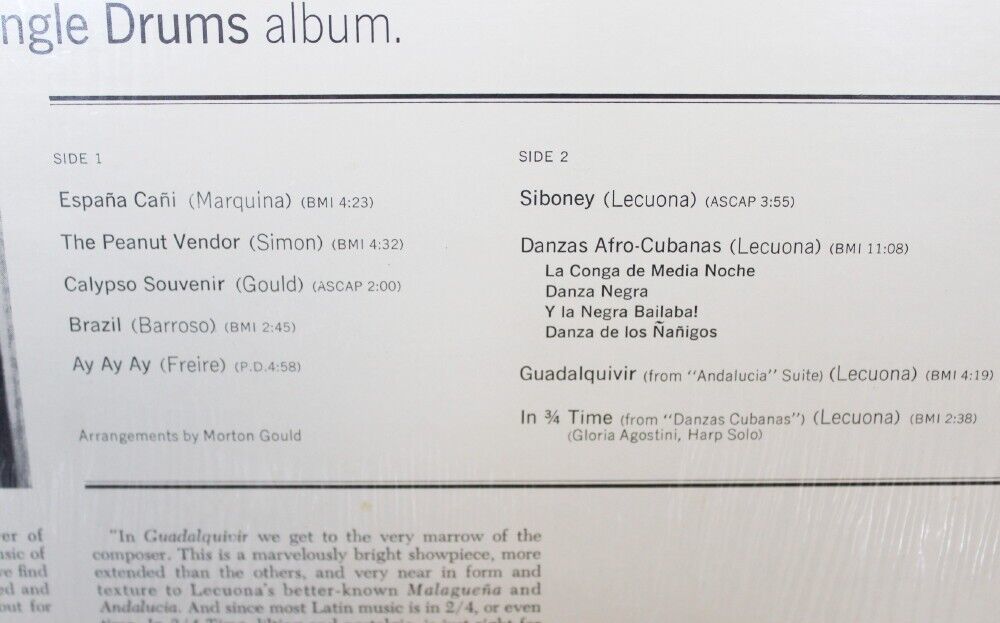 Drums album.
SIDE 1
España Cañi (Marquina) (BMI 4:23)
The Peanut Vendor (Simon) (BMI 4:32)
Calypso Souvenir (Gould) (ASCAP 2:00)
Brazil (Barroso) (BMI 2:45)
Ay Ay Ay (Freire) (P.D.4:58)
Arrangements by Morton Gould
SIDE 2
Siboney (Lecuona) (ASCAP 3:55)
Danzas Afro-Cubanas (Lecuona) (BMI 11:08)
La Conga de Media Noche
Danza Negra
Y la Negra Bailaba!
Danza de los Ñañigos
Guadalquivir (from "Andalucia" Suite) (Lecuona) (BMI 4:19)
In ¾ Time (from "Danzas Cubanas") (Lecuona) (BMI 2:38)
(Gloria Agostini, Harp Solo)
of
of
find
and
for
"In Guadalquivir we get to the very marrow of the
composer. This is a marvelously bright showpiece, more
extended than the others, and very near in form and
texture to Lecuona's better-known Malagueña and
Andalucia. And since most Latin music is in 2/4, or even